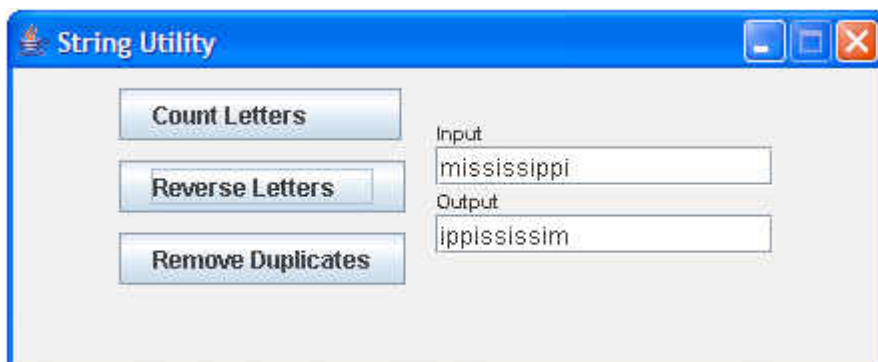 String Utility
Count Letters
Reverse Letters
Remove Duplicates
Input
mississippi
Output
ippississim